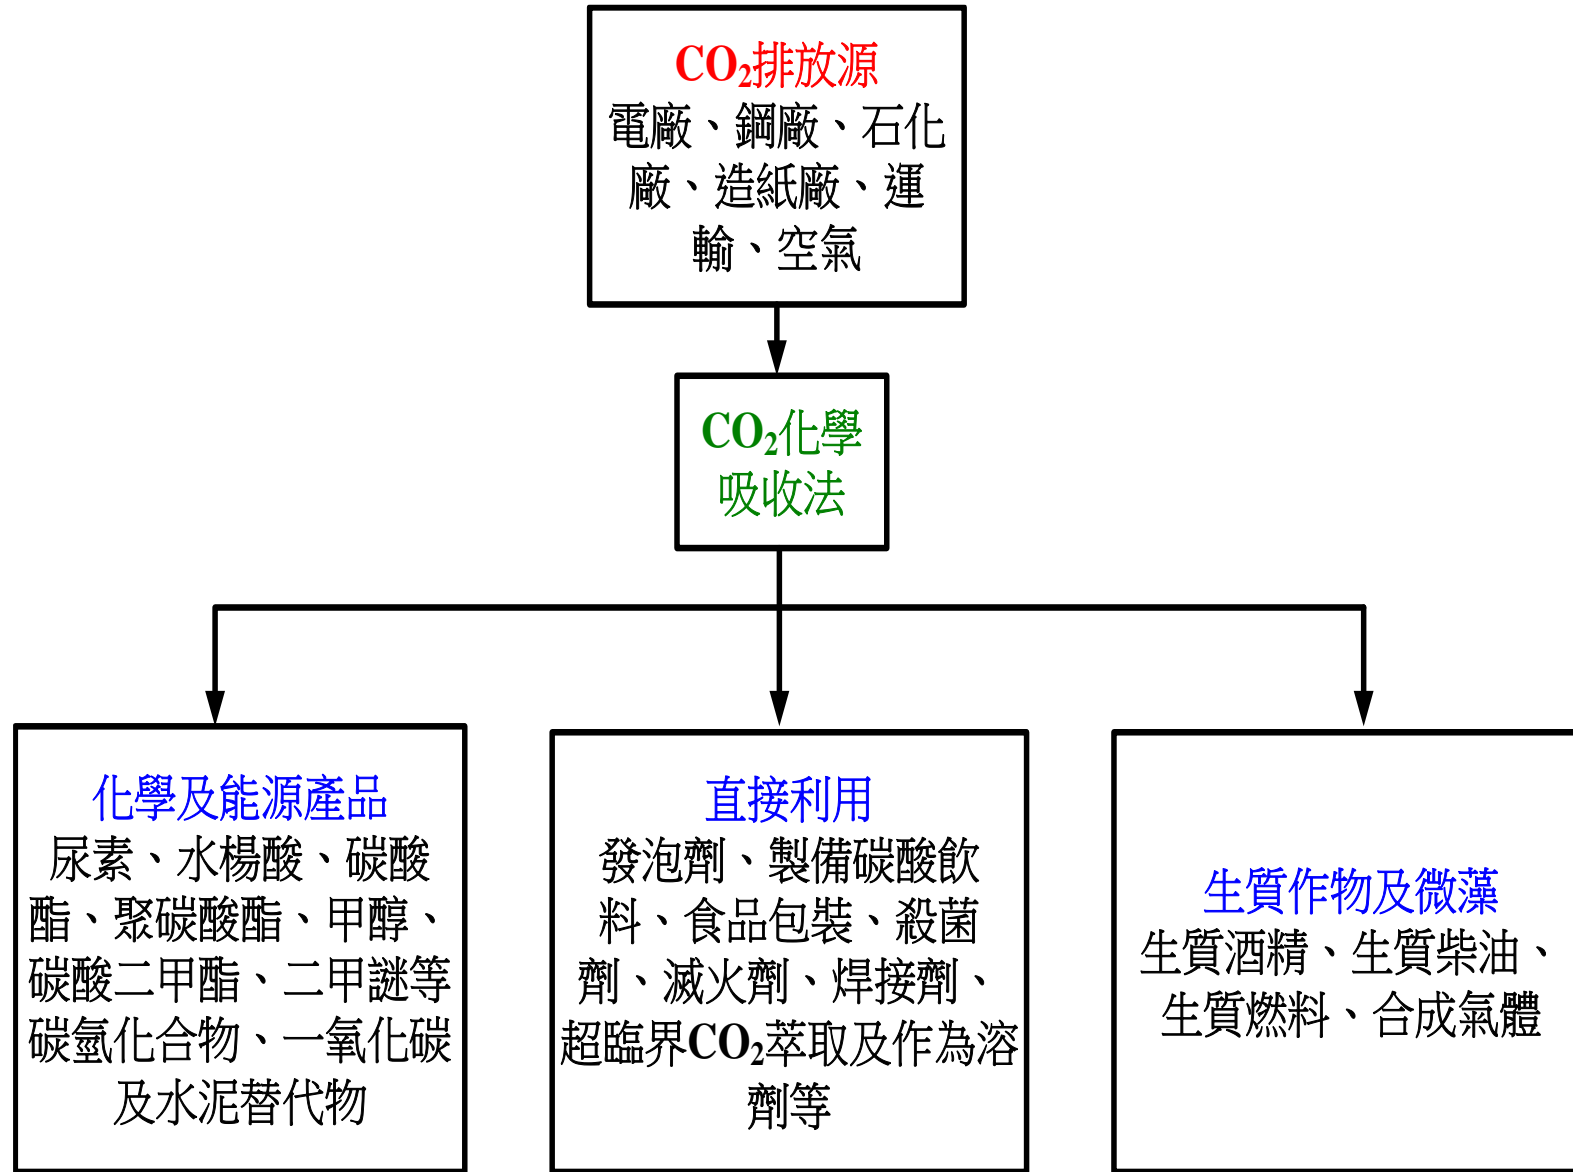 CO₂排放源
電廠、鋼廠、石化
廠、造紙廠、運
輸、空氣
CO₂化學
吸收法
化學及能源產品
尿素、水楊酸、碳酸
酯、聚碳酸酯、甲醇、
碳酸二甲酯、二甲謎等
碳氫化合物、一氧化碳
及水泥替代物
直接利用
發泡劑、製備碳酸飲
料、食品包裝、殺菌
劑、滅火劑、焊接劑、
超臨界CO₂萃取及作為溶
劑等
生質作物及微藻
生質酒精、生質柴油、
生質燃料、合成氣體